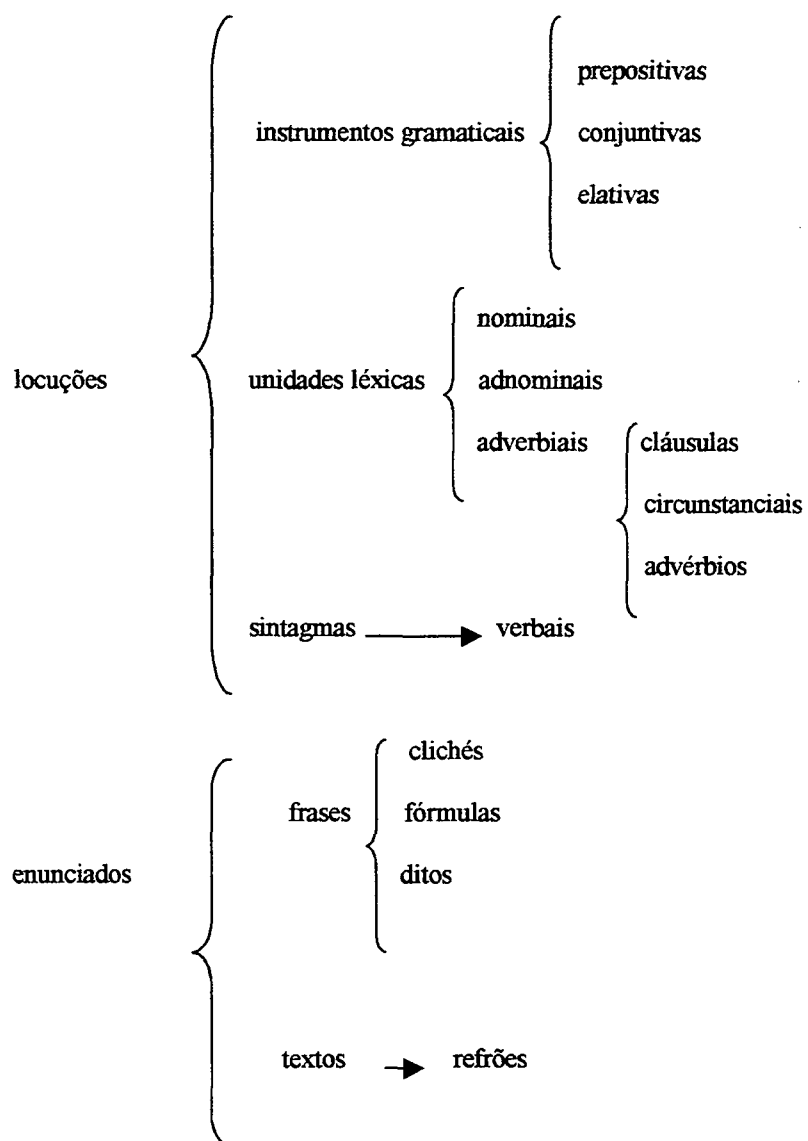 prepositivas
instrumentos gramaticais
conjuntivas
elativas
nominais
locuções
unidades léxicas
adnominais
adverbiais
cláusulas
circunstanciais
advérbios
sintagmas
verbais
clichés
frases
fórmulas
enunciados
ditos
textos
refrões